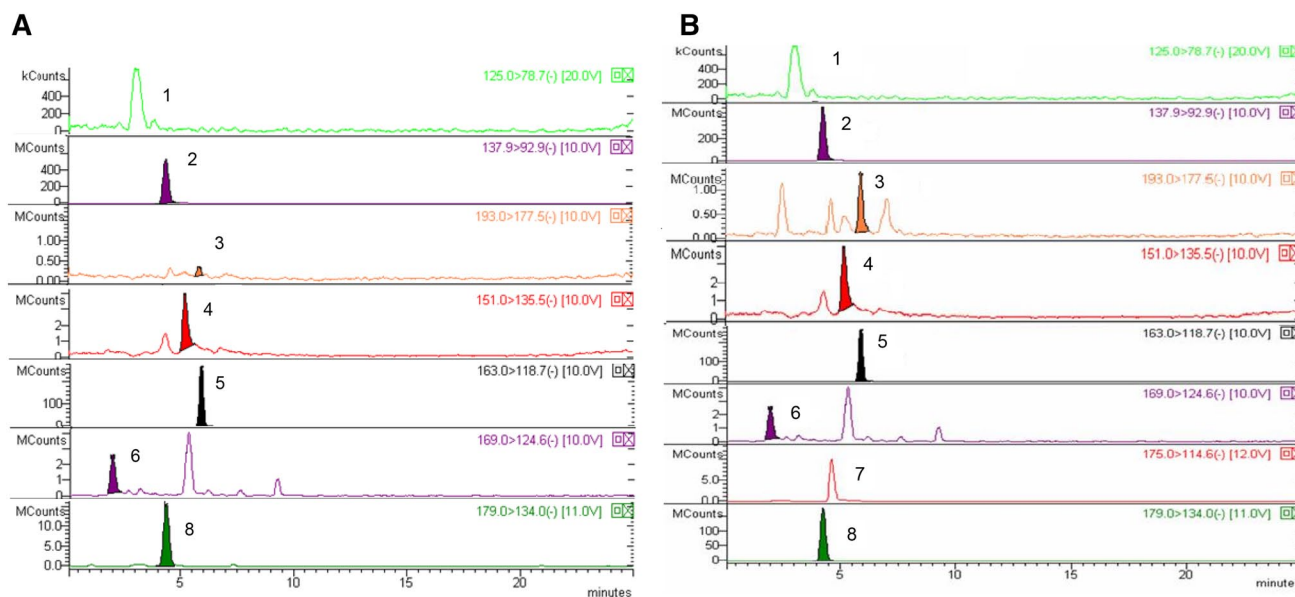 A
kCounts
400
200
0
1
125.0>78.7(-) [20.0V]
MCounts
400
200
0
2
137.9>92.9(-) [10.0V]
MCounts
1.00
0.50
0.00
3
193.0>177.5(-) [10.0V]
MCounts
2
1
0
4
151.0>135.5(-) [10.0V]
MCounts
100
0
5
163.0>118.7(-) [10.0V]
MCounts
2
1
0
6
169.0>124.6(-) [10.0V]
MCounts
10.0
5.0
0.0
8
179.0>134.0(-) [11.0V]
5 10 15 20
minutes
B
kCounts
400
200
0
1
125.0>78.7(-) [20.0V]
MCounts
200
0
2
137.9>92.9(-) [10.0V]
MCounts
1.00
0.50
0.00
3
193.0>177.5(-) [10.0V]
MCounts
2
1
0
4
151.0>135.5(-) [10.0V]
MCounts
100
0
5
163.0>118.7(-) [10.0V]
MCounts
2
1
0
6
169.0>124.6(-) [10.0V]
MCounts
5.0
0.0
7
175.0>114.6(-) [12.0V]
MCounts
100
50
0
8
179.0>134.0(-) [11.0V]
5 10 15 20
minutes